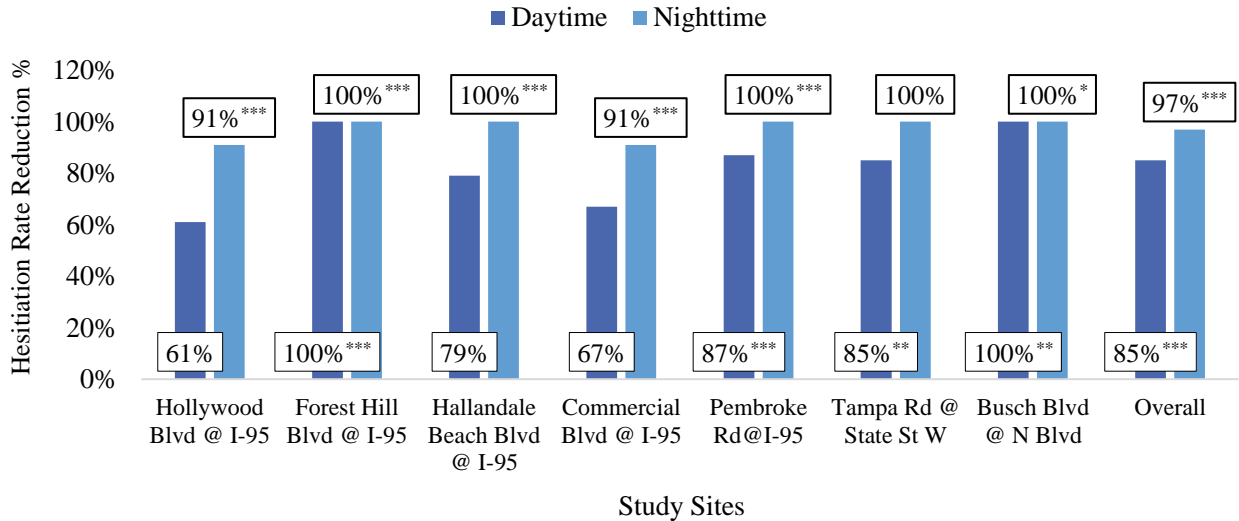 Daytime Nighttime
Hesitiation Rate Reduction %
120%
100%
80%
60%
40%
20%
0%
91%***
100%***
100%***
91%***
100%***
100%
100%*
97%***
61%
100%***
79%
67%
87%***
85%**
100%**
85%***
Hollywood
Blvd @ I-95
Forest Hill
Blvd @ I-95
Hallandale
Beach Blvd
@ I-95
Commercial
Blvd @ I-95
Pembroke
Rd@I-95
Tampa Rd @
State St W
Busch Blvd
@ N Blvd
Overall
Study Sites